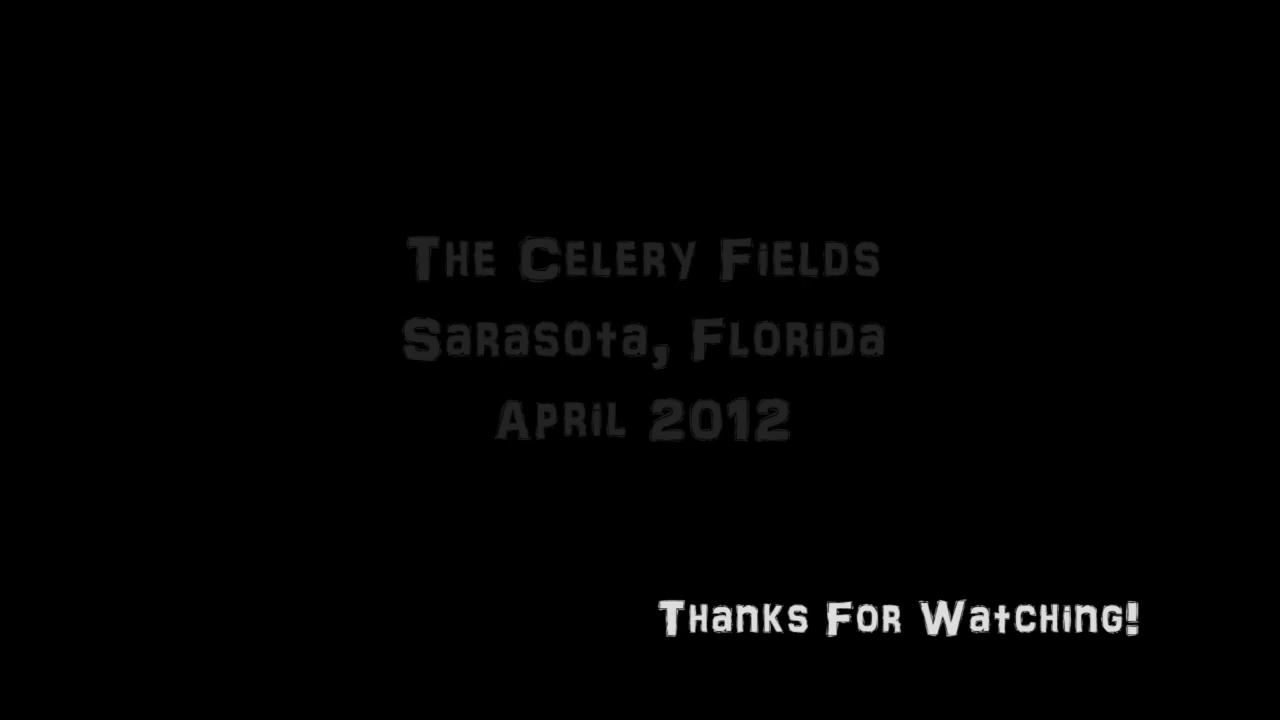 The Celery Fields
Sarasota, Florida
April 2012
Thanks For Watching!